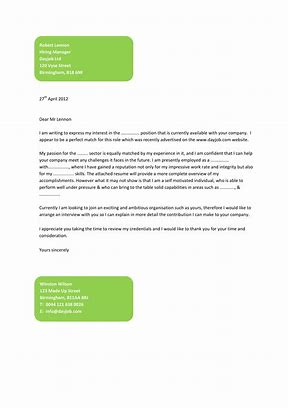 Robert Lennon
Hiring Manager
Dayjob Ltd
120 Vyse Street
Birmingham, B18 6NF
27th April 2012
Dear Mr Lennon
I am writing to express my interest in the .............. position that is currently available with your company. I
appear to be a perfect match for this role which was recently advertised on the www.dayjob.com website.
My passion for the ........ sector is equally matched by my experience in it, and I am confident that I can help
your company meet any challenges it faces in the future. I am presently employed as a ..............
with.............., where I have gained a reputation not only for my impressive work rate and integrity but also
for my .............. skills. The attached resume will provide a more complete overview of my
accomplishments. However what it may not show is that I am a self motivated individual, who is able to
perform well under pressure & who can bring to the table solid capabilities in areas such as .............., &
..............
Currently I am looking to join an exciting and ambitious organisation such as yours, therefore I would like to
arrange an interview with you so I can explain in more detail the contribution I can make to your company.
I appreciate you taking the time to review my credentials and I would like to thank you for your time and
consideration.
Yours sincerely
Winston Wilson
123 Made Up Street
Birmingham, B51AA BRJ
T: 0044 121 638 0026
E: info@dayjob.com